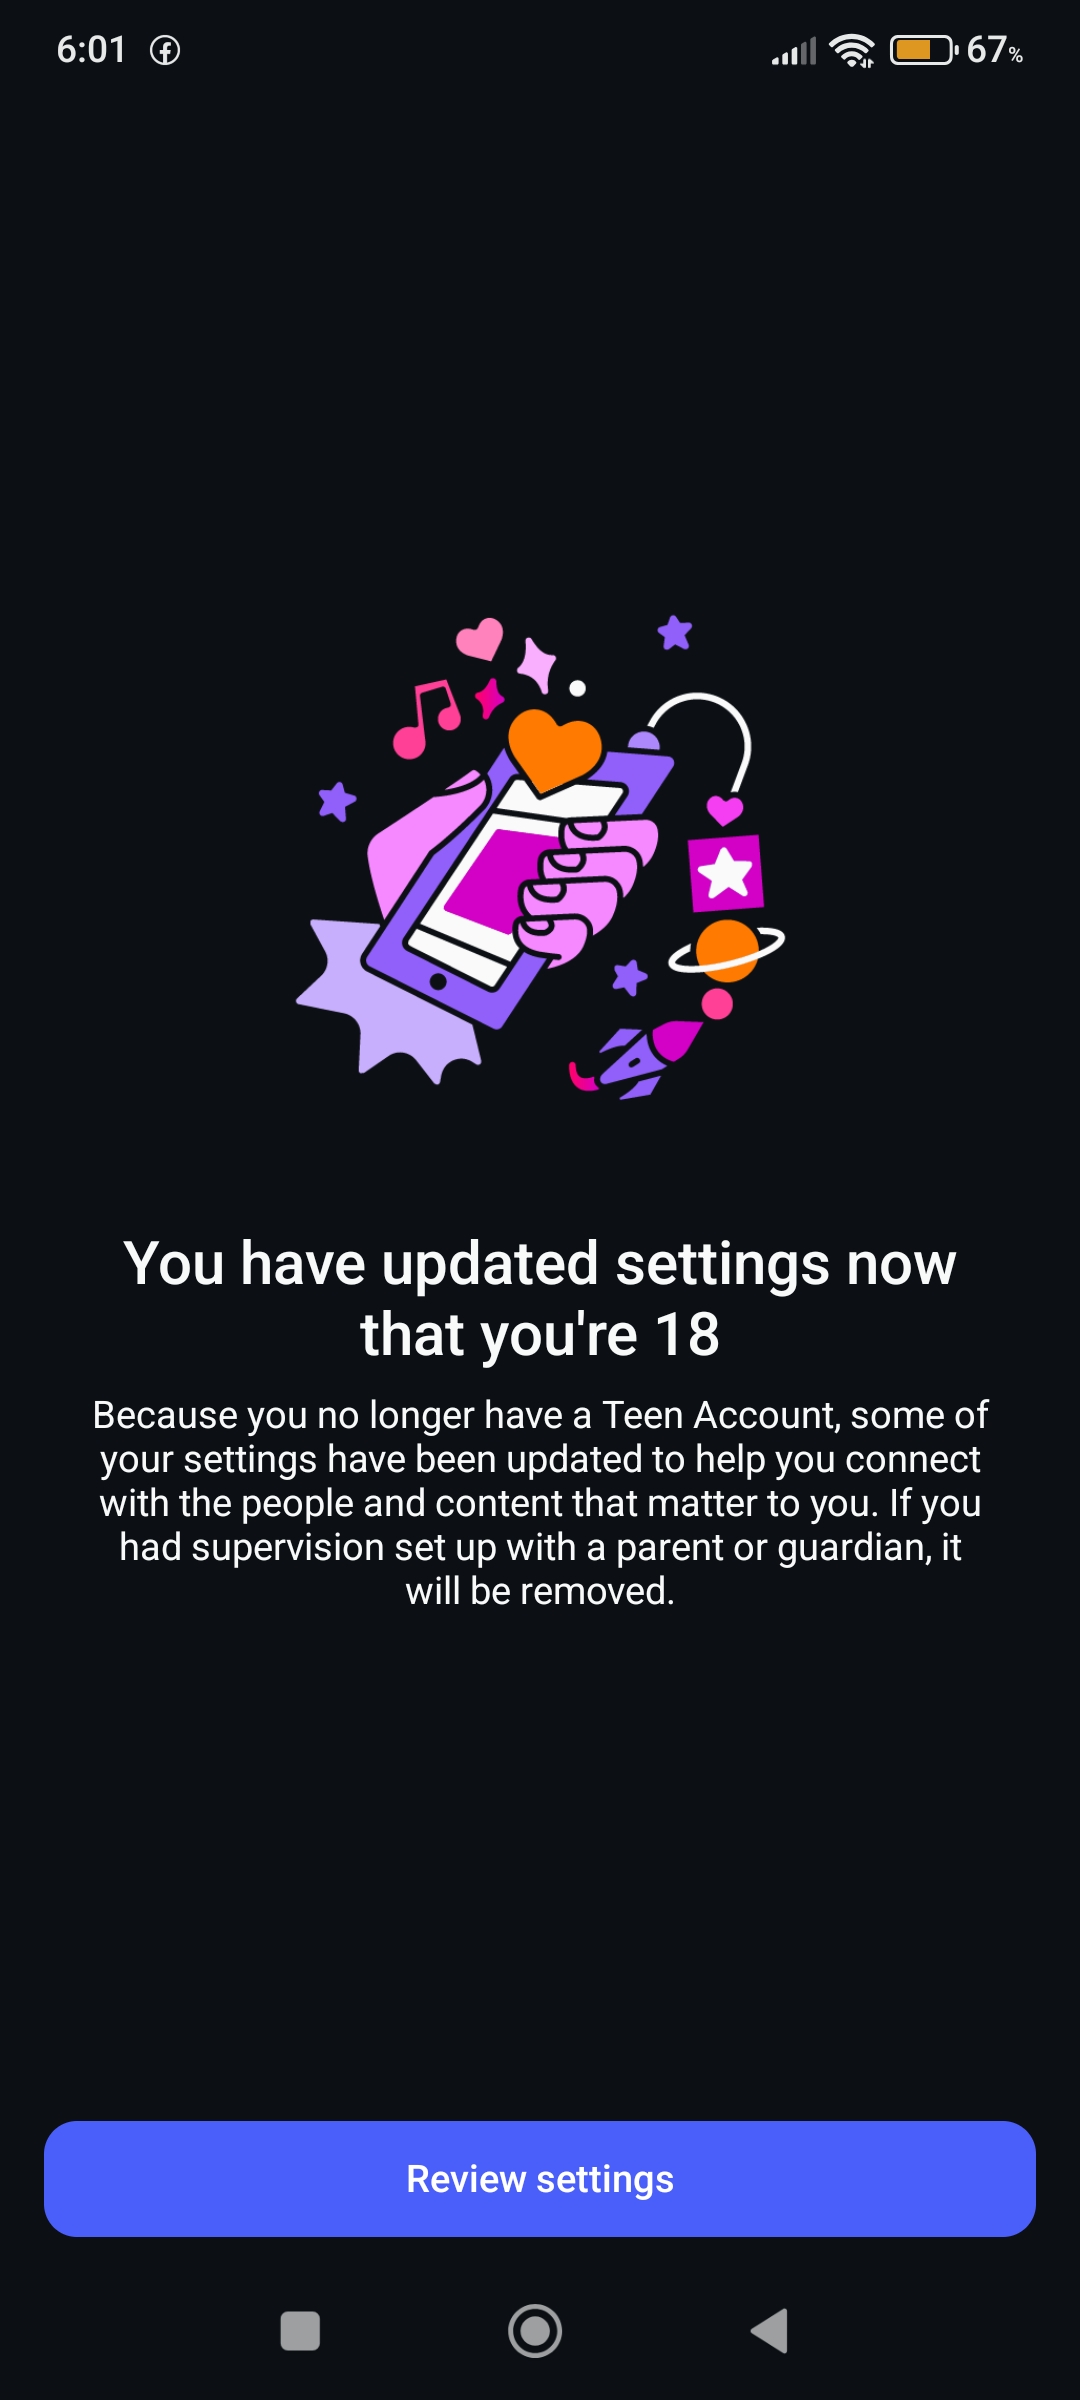 6:01
67%
You have updated settings now
that you're 18
Because you no longer have a Teen Account, some of
your settings have been updated to help you connect
with the people and content that matter to you. If you
had supervision set up with a parent or guardian, it
will be removed.
Review settings